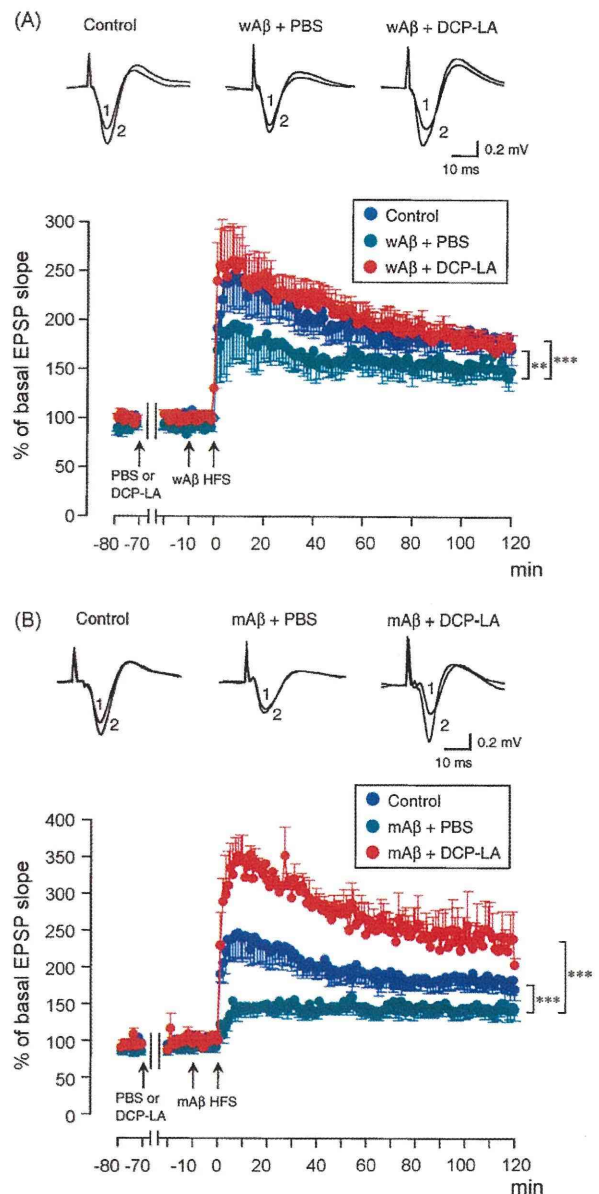 (A)
Control wAβ + PBS wAβ + DCP-LA
1
2
1
2
1
2
0.2 mV
10 ms
300
250
200
150
100
50
0
% of basal EPSP slope
Control
wAβ + PBS
wAβ + DCP-LA
** ***
PBS or
DCP-LA
wAβ HFS
-80 -70 -10 0 20 40 60 80 100 120
min
(B)
Control mAβ + PBS mAβ + DCP-LA
1
2
1
2
1
2
0.2 mV
10 ms
400
350
300
250
200
150
100
50
0
% of basal EPSP slope
Control
mAβ + PBS
mAβ + DCP-LA
***
***
PBS or
DCP-LA
mAβ HFS
-80 -70 -10 0 20 40 60 80 100 120
min